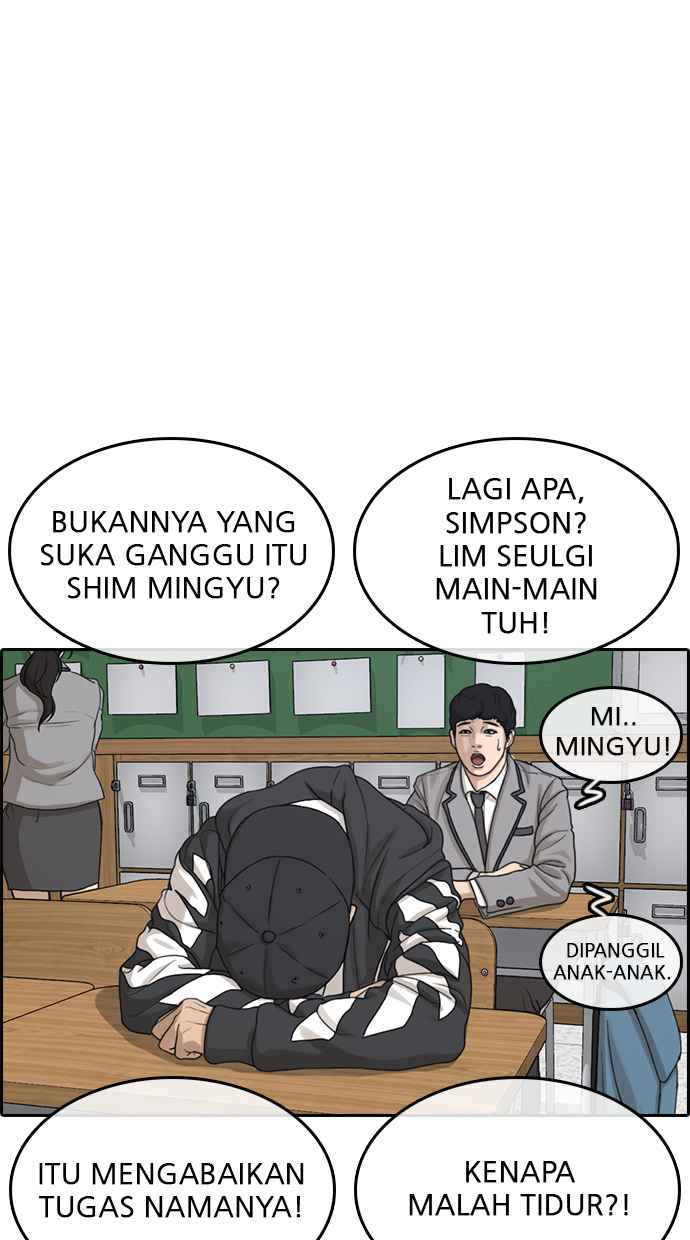 BUKANNYA YANG
SUKA GANGGU ITU
SHIM MINGYU?
LAGI APA,
SIMPSON?
LIM SEULGI
MAIN-MAIN
TUH!
MI..
MINGYU!
DIPANGGIL
ANAK-ANAK.
ITU MENGABAIKAN
TUGAS NAMANYA!
KENAPA
MALAH TIDUR?!